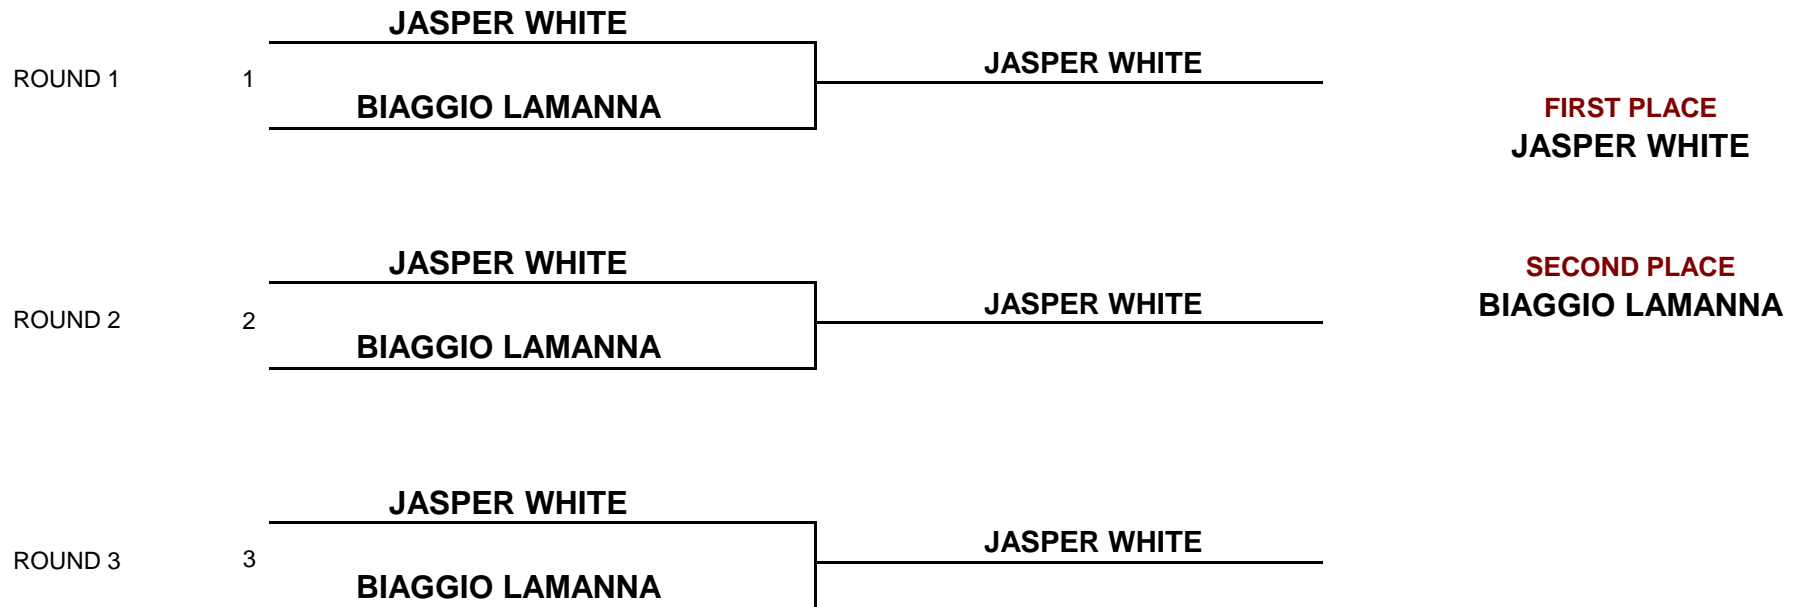 JASPER WHITE
ROUND 1
1
JASPER WHITE
BIAGGIO LAMANNA
FIRST PLACE
JASPER WHITE
JASPER WHITE
ROUND 2
2
JASPER WHITE
BIAGGIO LAMANNA
SECOND PLACE
BIAGGIO LAMANNA
JASPER WHITE
ROUND 3
3
JASPER WHITE
BIAGGIO LAMANNA